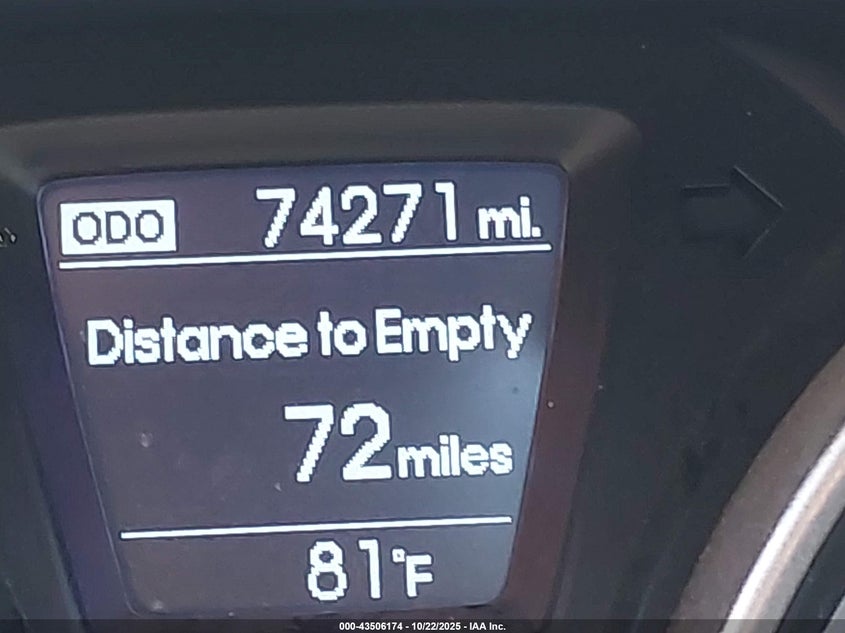 ODO 74271 mi.
Distance to Empty
72 miles
81°F
000-43506174 - 10/22/2025 - IAA Inc.